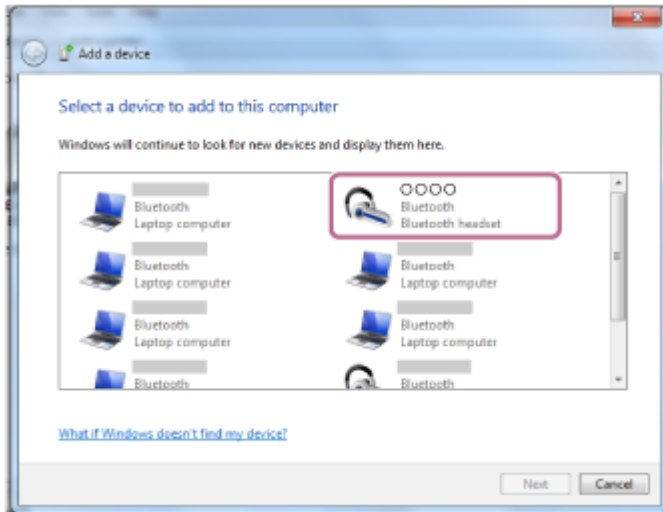 Add a device
Select a device to add to this computer
Windows will continue to look for new devices and display them here.
Bluetooth
Laptop computer
OOOO
Bluetooth
Bluetooth headset
Bluetooth
Laptop computer
Bluetooth
Laptop computer
Bluetooth
Laptop computer
Bluetooth
Laptop computer
Bluetooth
Bluetooth
What if Windows doesn't find my device?
Next
Cancel